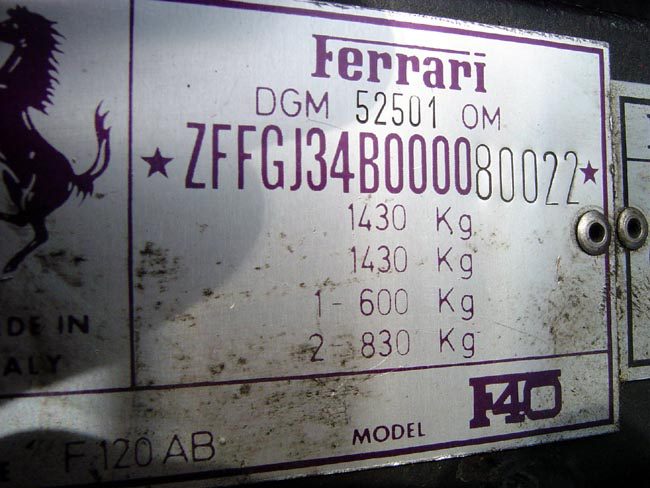 Ferrari
DGM 52501 OM
★ZFFGJ34B000080022★
1430 Kg
1430 Kg
1- 600 Kg
2- 830 Kg
DE IN
ALY
MODEL F40
E F 120 AB